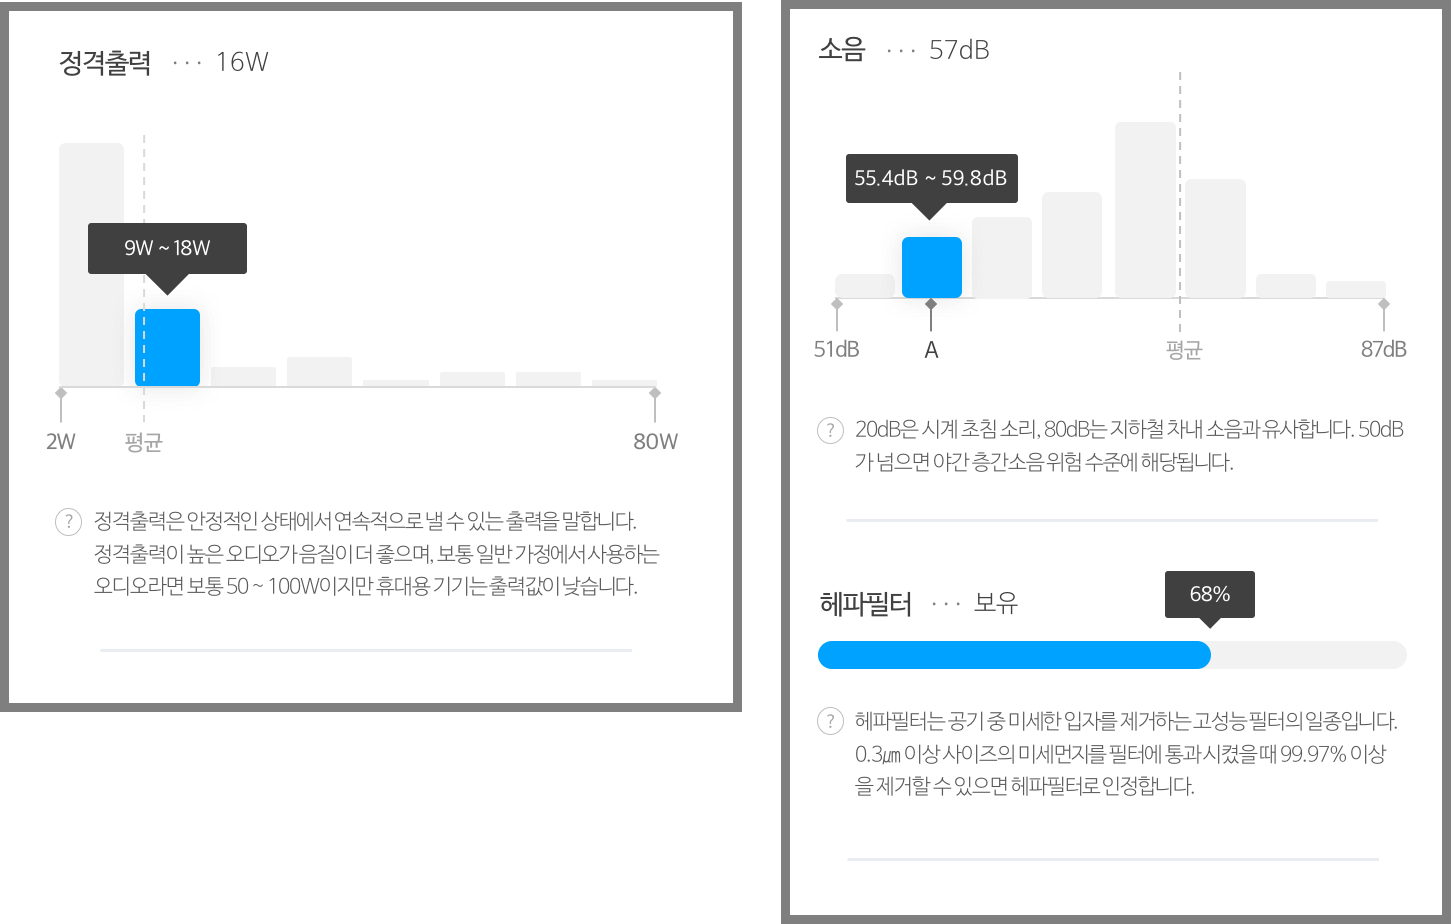 정격출력 ··· 16W
9W ~ 18W
2W
평균
80W
? 정격출력은 안정적인 상태에서 연속적으로 낼 수 있는 출력을 말합니다.
정격출력이 높은 오디오가 음질이 더 좋으며, 보통 일반 가정에서 사용하는
오디오라면 보통 50 ~ 100W이지만 휴대용 기기는 출력값이 낮습니다.
소음 ··· 57dB
55.4dB ~ 59.8dB
51dB
A
평균
87dB
? 20dB은 시계 초침 소리, 80dB는 지하철 차내 소음과 유사합니다. 50dB
가 넘으면 야간 층간소음 위험 수준에 해당됩니다.
헤파필터 ··· 보유
68%
? 헤파필터는 공기 중 미세한 입자를 제거하는 고성능 필터의 일종입니다.
0.3㎛ 이상 사이즈의 미세먼지를 필터에 통과 시켰을 때 99.97% 이상
을 제거할 수 있으면 헤파필터로 인정합니다.